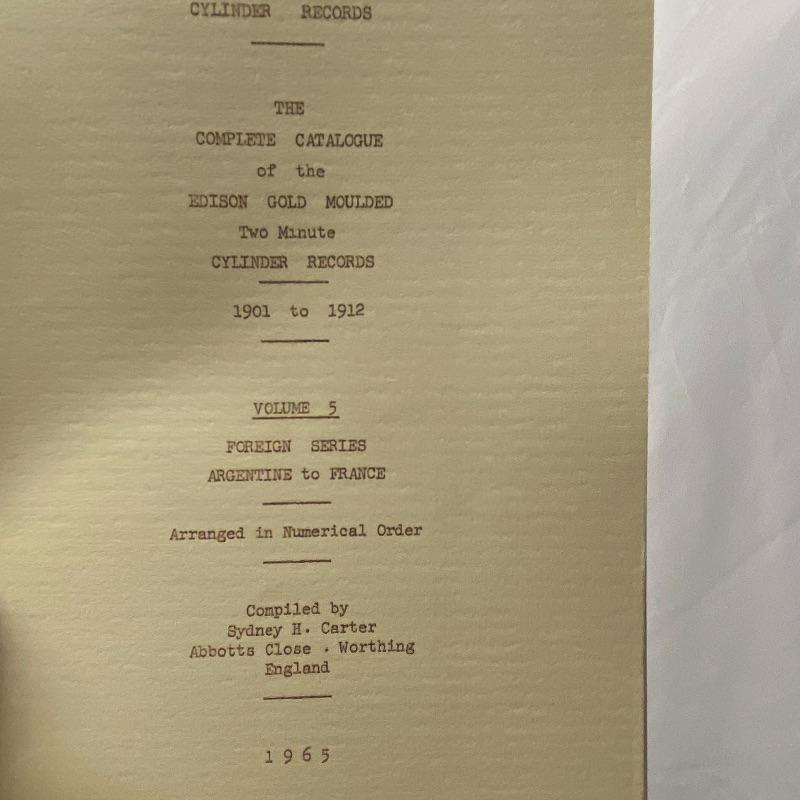 CYLINDER RECORDS
THE
COMPLETE CATALOGUE
of the
EDISON GOLD MOULDED
Two Minute
CYLINDER RECORDS
1901 to 1912
VOLUME 5
FOREIGN SERIES
ARGENTINE to FRANCE
Arranged in Numerical Order
Compiled by
Sydney H. Carter
Abbotts Close . Worthing
England
1965